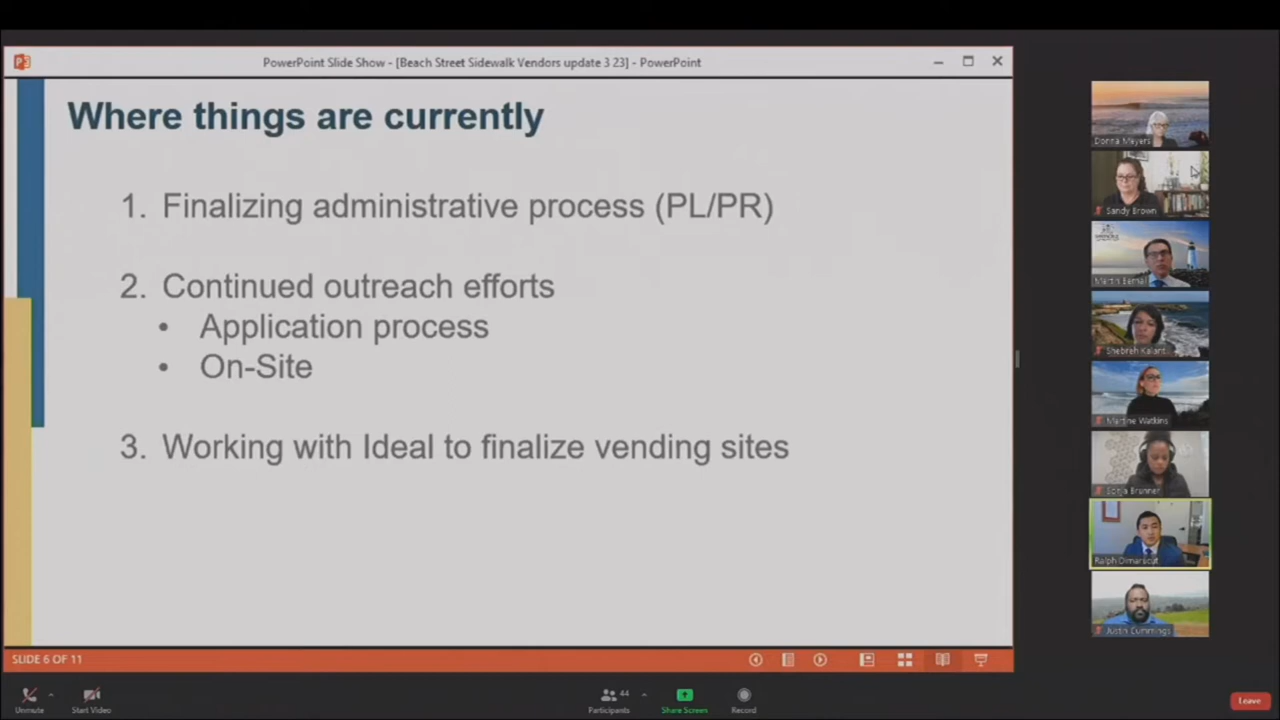 PowerPoint Slide Show - [Beach Street Sidewalk Vendors update 3 23] - PowerPoint
Where things are currently
1. Finalizing administrative process (PL/PR)
2. Continued outreach efforts
• Application process
• On-Site
3. Working with Ideal to finalize vending sites
SLIDE 6 OF 11
Donna Meyers
Sandy Brown
Martin Bernal
Shebreh Kalant
Martine Watkins
Sonja Brunner
Ralph Dimarucut
Justin Cummings
Unmute
Start Video
44
Participants
Share Screen
Record
Leave